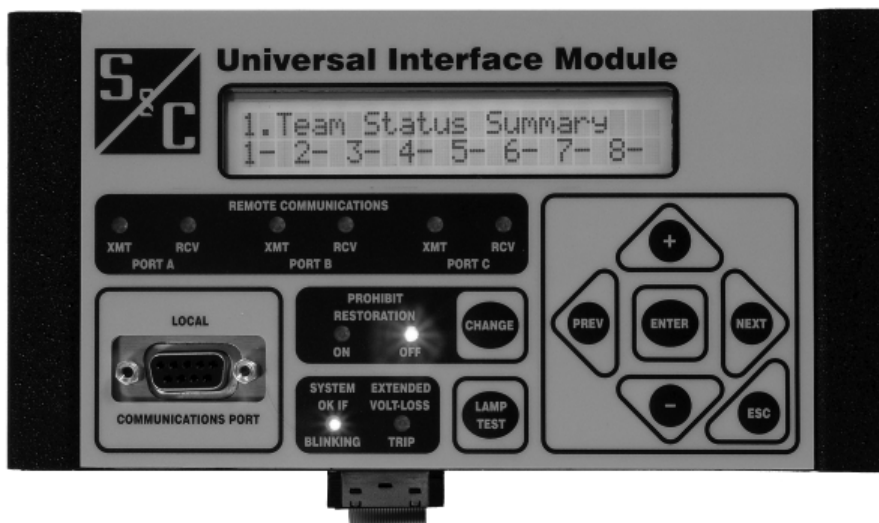 S&C
Universal Interface Module
1.Team Status Summary
1- 2- 3- 4- 5- 6- 7- 8-
REMOTE COMMUNICATIONS
XMT RCV XMT RCV XMT RCV
PORT A PORT B PORT C
LOCAL
COMMUNICATIONS PORT
PROHIBIT
RESTORATION
ON OFF
CHANGE
SYSTEM EXTENDED
OK IF VOLT-LOSS
BLINKING TRIP
LAMP
TEST
+
PREV ENTER NEXT
-
ESC